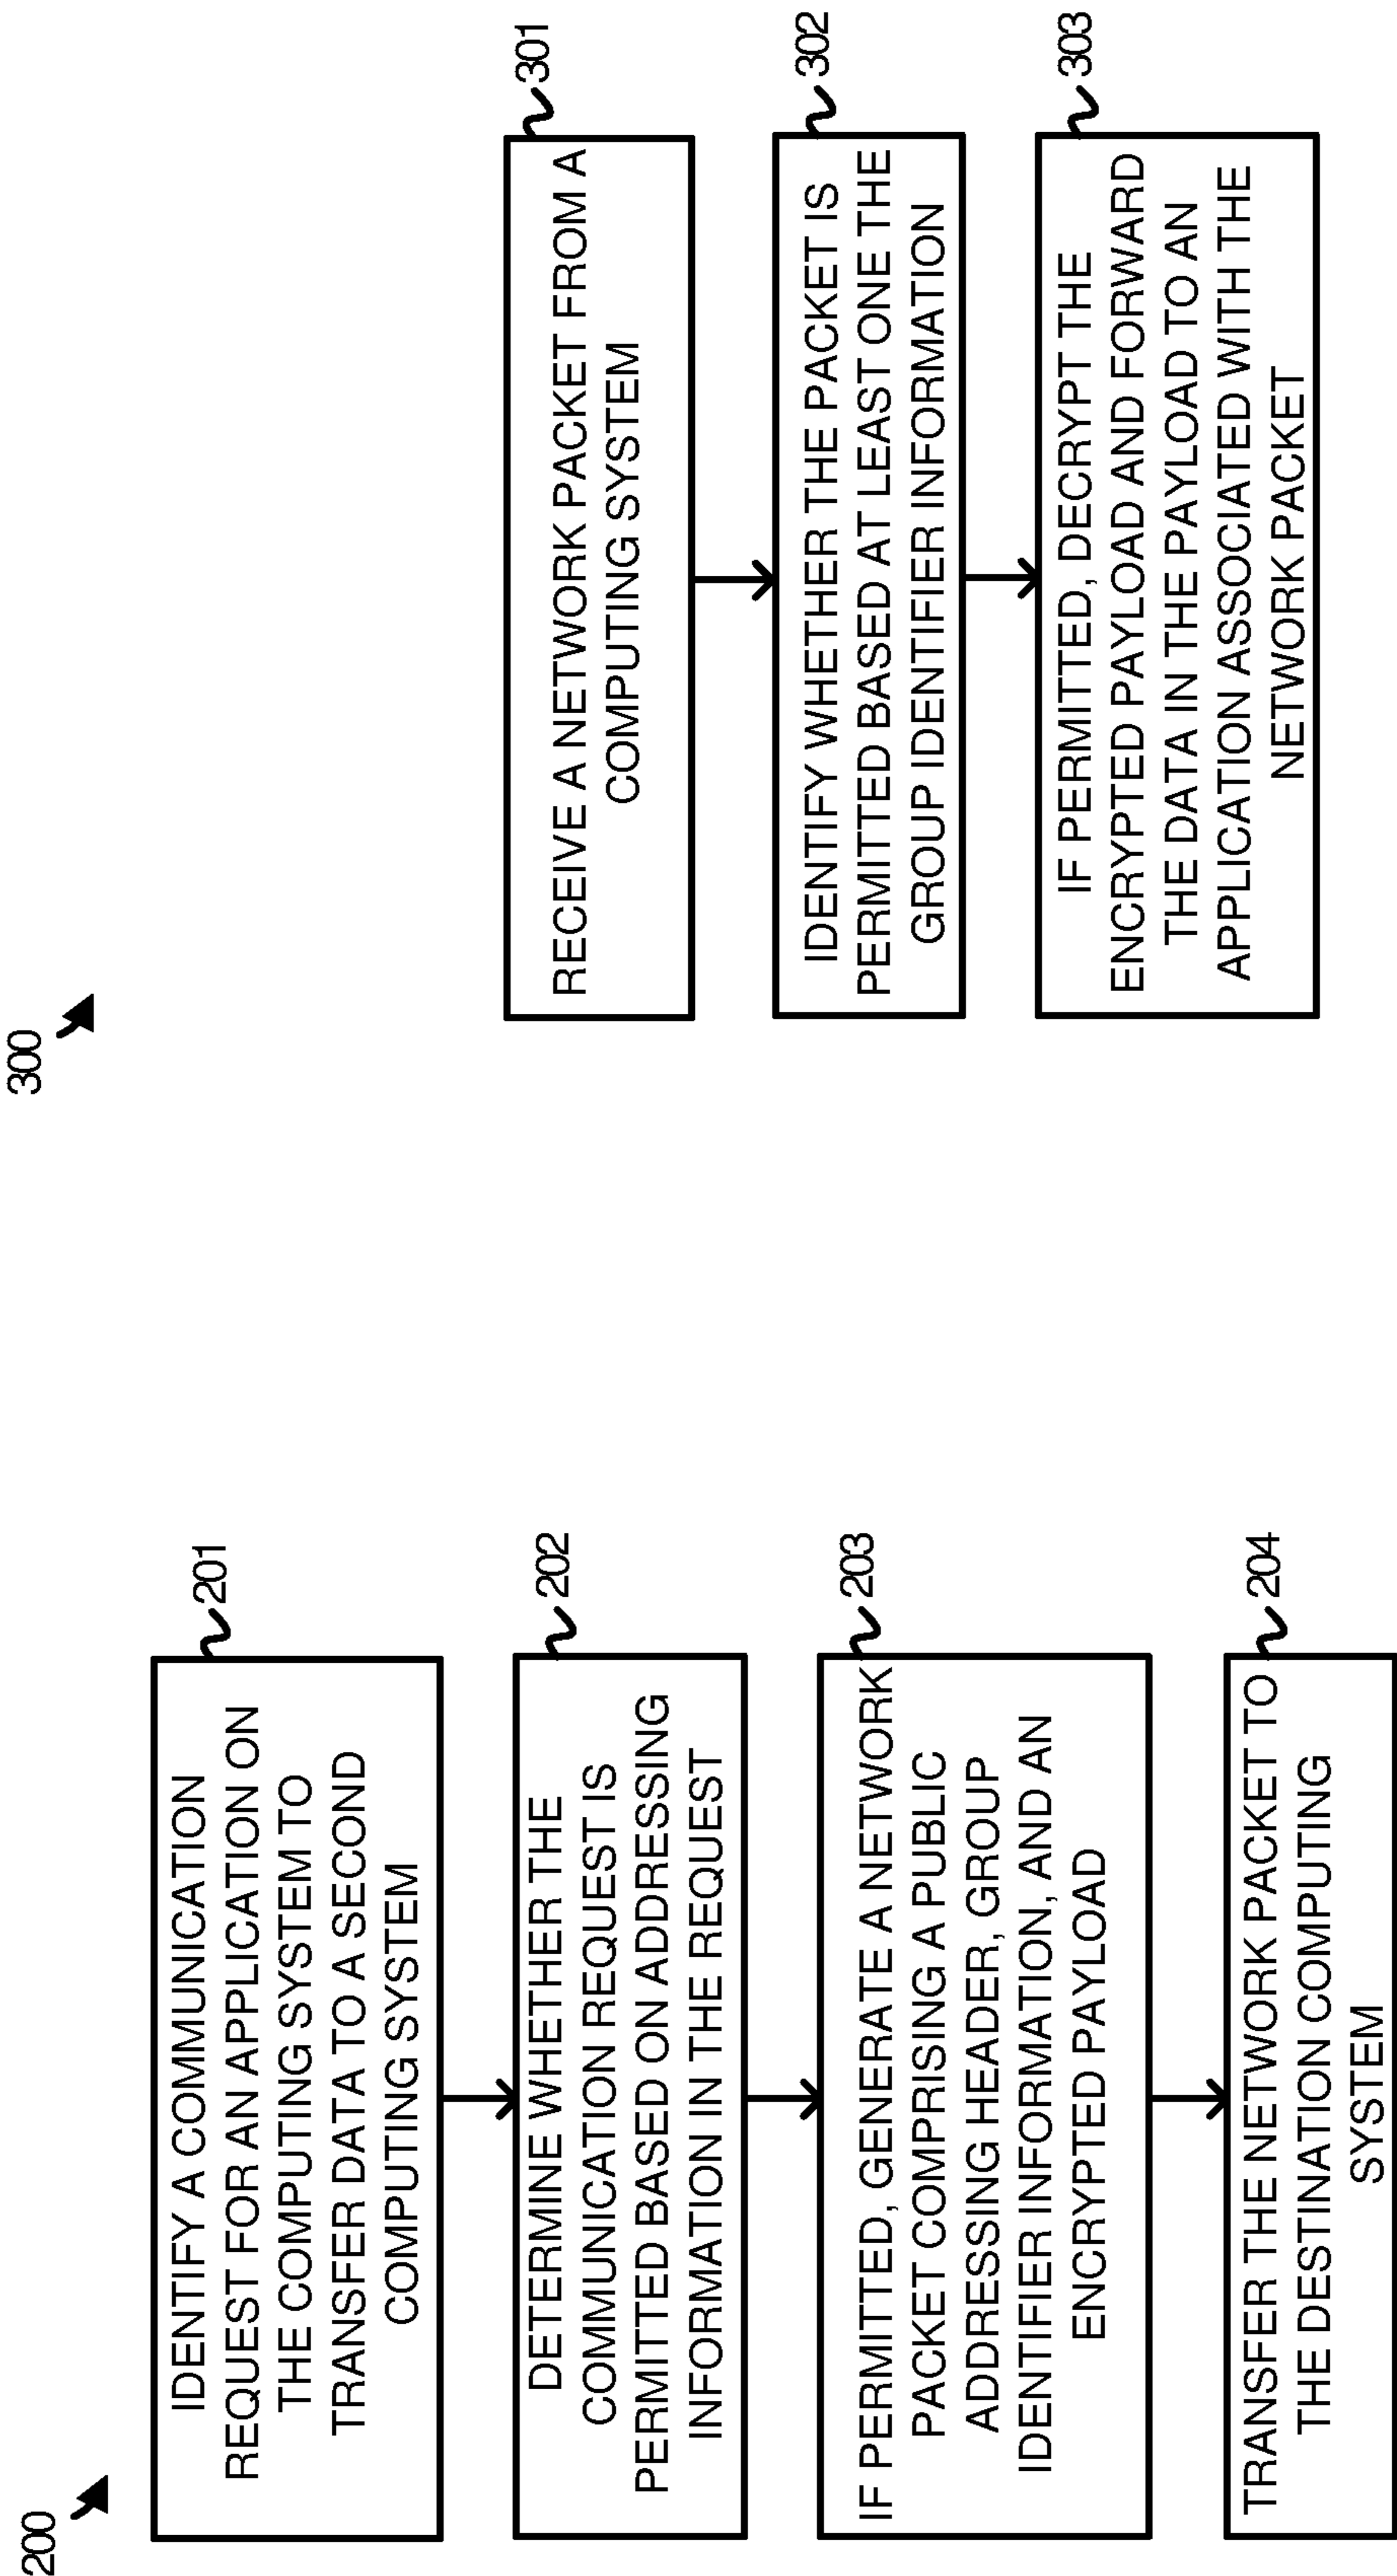 200
IDENTIFY A COMMUNICATION
REQUEST FOR AN APPLICATION ON
THE COMPUTING SYSTEM TO
TRANSFER DATA TO A SECOND
COMPUTING SYSTEM
201
DETERMINE WHETHER THE
COMMUNICATION REQUEST IS
PERMITTED BASED ON ADDRESSING
INFORMATION IN THE REQUEST
202
IF PERMITTED, GENERATE A NETWORK
PACKET COMPRISING A PUBLIC
ADDRESSING HEADER, GROUP
IDENTIFIER INFORMATION, AND AN
ENCRYPTED PAYLOAD
203
TRANSFER THE NETWORK PACKET TO
THE DESTINATION COMPUTING
SYSTEM
204
300
RECEIVE A NETWORK PACKET FROM A
COMPUTING SYSTEM
301
IDENTIFY WHETHER THE PACKET IS
PERMITTED BASED AT LEAST ONE THE
GROUP IDENTIFIER INFORMATION
302
IF PERMITTED, DECRYPT THE
ENCRYPTED PAYLOAD AND FORWARD
THE DATA IN THE PAYLOAD TO AN
APPLICATION ASSOCIATED WITH THE
NETWORK PACKET
303